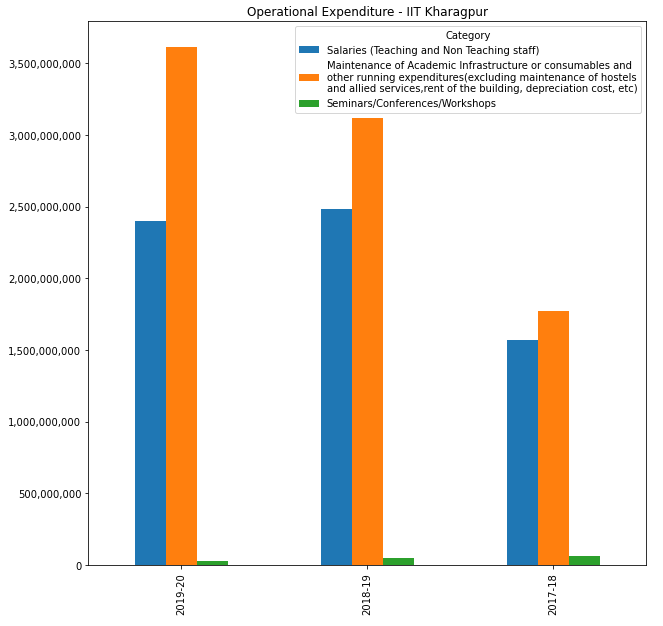 Operational Expenditure - IIT Kharagpur
Category
Salaries (Teaching and Non Teaching staff)
Maintenance of Academic Infrastructure or consumables and
other running expenditures(excluding maintenance of hostels
and allied services,rent of the building, depreciation cost, etc)
Seminars/Conferences/Workshops
3,500,000,000
3,000,000,000
2,500,000,000
2,000,000,000
1,500,000,000
1,000,000,000
500,000,000
0
2019-20
2018-19
2017-18